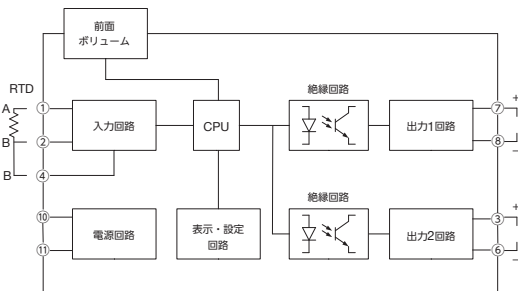 前面
ボリューム
RTD
A
①
B
②
B
④
入力回路
CPU
絶縁回路
出力1回路
⑦
+
⑧
−
⑩
⑪
電源回路
表示・設定
回路
絶縁回路
出力2回路
③
+
⑥
−